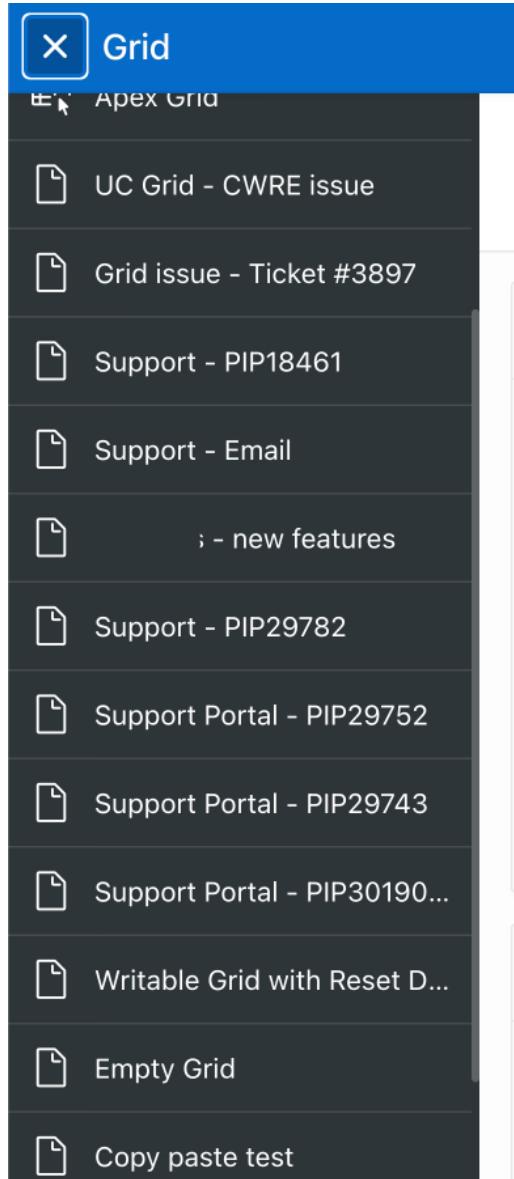 Grid
Apex Grid
UC Grid - CWRE issue
Grid issue - Ticket #3897
Support - PIP18461
Support - Email
- new features
Support - PIP29782
Support Portal - PIP29752
Support Portal - PIP29743
Support Portal - PIP30190...
Writable Grid with Reset D...
Empty Grid
Copy paste test